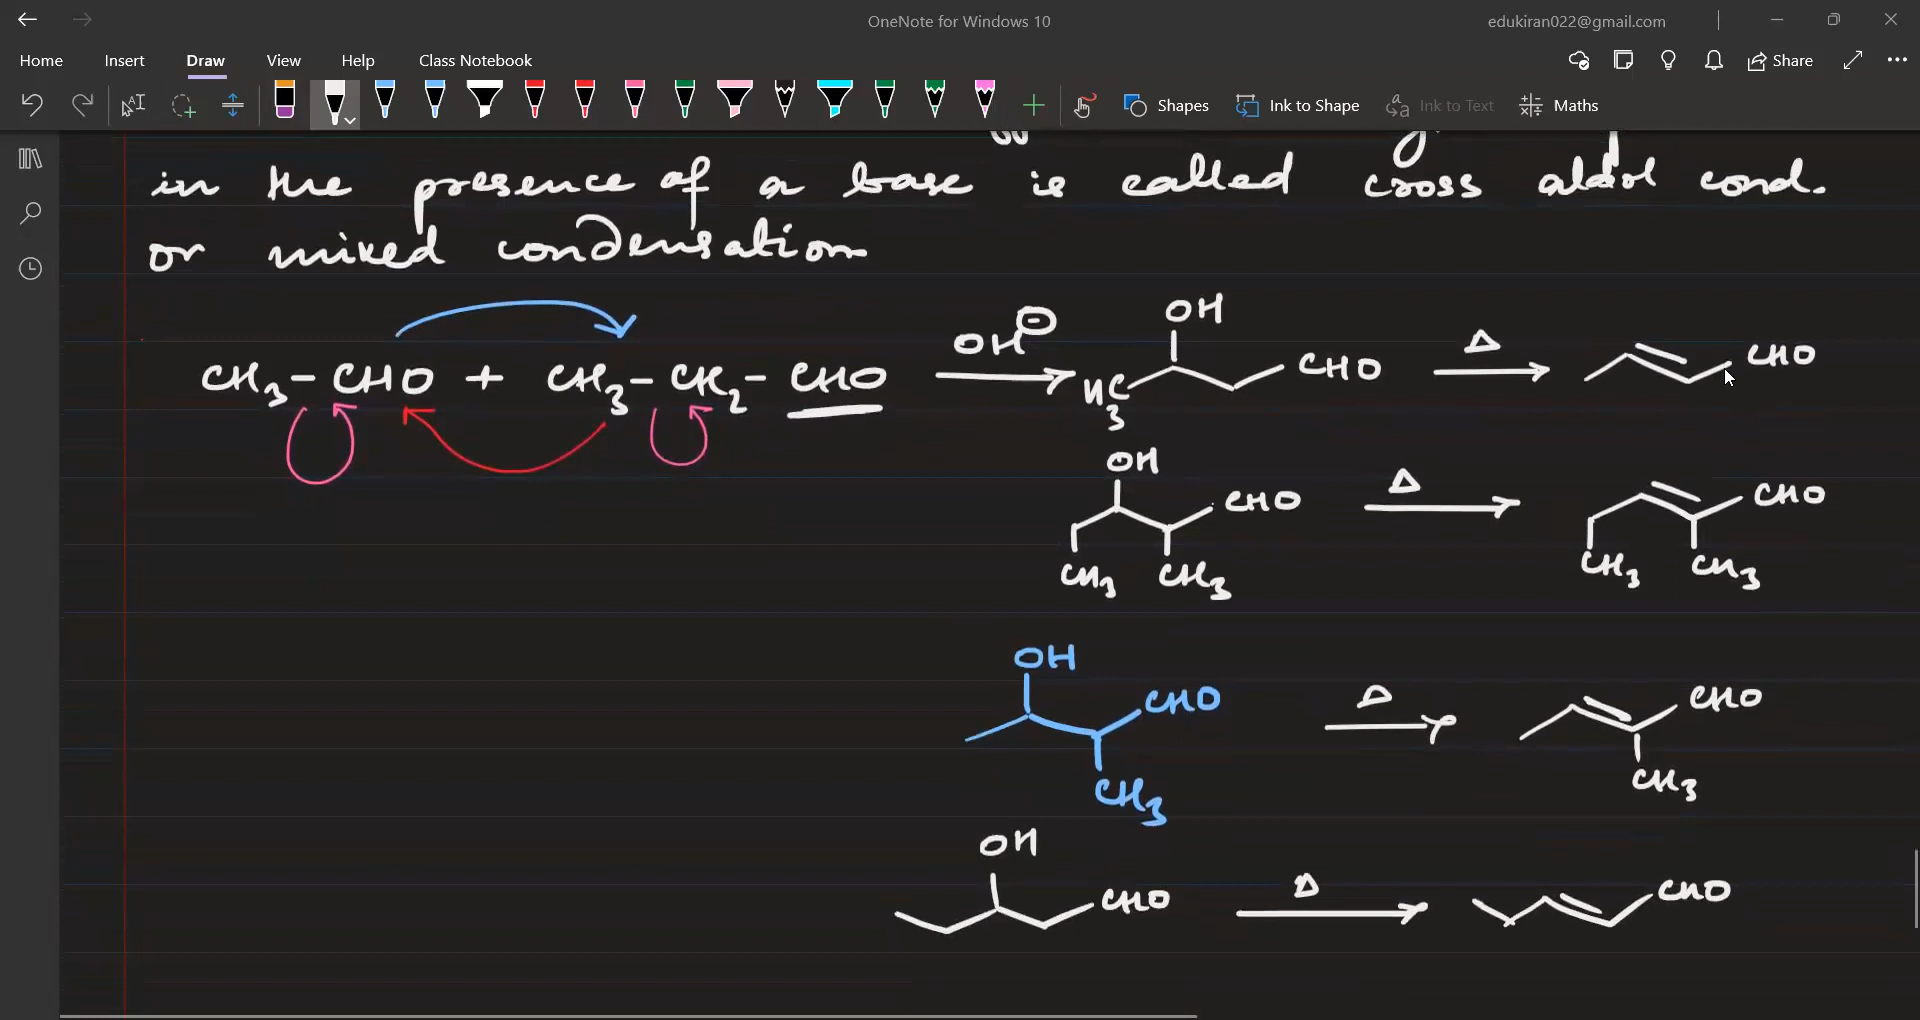 OneNote for Windows 10
edukiran022@gmail.com
Home Insert Draw View Help Class Notebook
Share
Shapes Ink to Shape Ink to Text Maths
in the presence of a base is called cross aldol cond.
or mixed condensation
CH3 - CHO + CH3 - CH2 - CHO
OH⊖
OH
H3C
CHO
Δ
CHO
OH
CHO
CH3 CH3
Δ
CHO
CH3 CH3
OH
CHO
CH3
Δ
CHO
CH3
OH
CHO
Δ
CHO